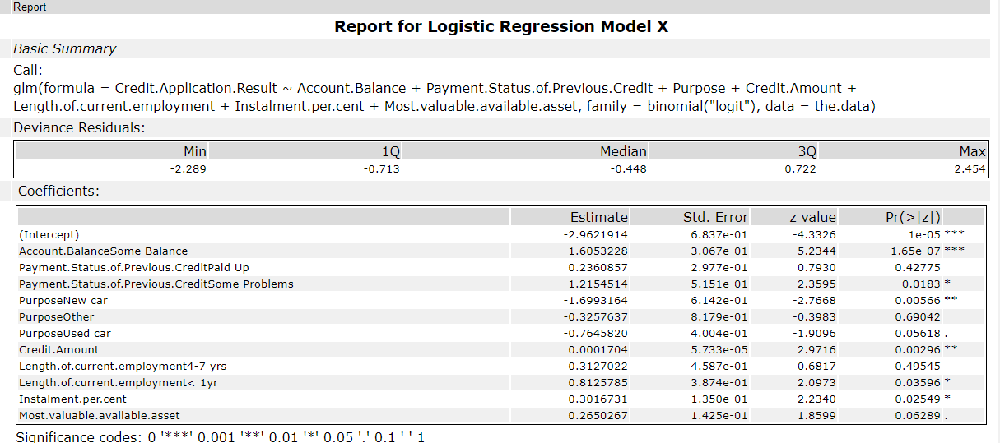 Report
Report for Logistic Regression Model X
Basic Summary
Call:
glm(formula = Credit.Application.Result ~ Account.Balance + Payment.Status.of.Previous.Credit + Purpose + Credit.Amount +
Length.of.current.employment + Instalment.per.cent + Most.valuable.available.asset, family = binomial("logit"), data = the.data)
Deviance Residuals:
Min 1Q Median 3Q Max
-2.289 -0.713 -0.448 0.722 2.454
Coefficients:
Estimate Std. Error z value Pr(>|z|)
(Intercept) -2.9621914 6.837e-01 -4.3326 1e-05 ***
Account.BalanceSome Balance -1.6053228 3.067e-01 -5.2344 1.65e-07 ***
Payment.Status.of.Previous.CreditPaid Up 0.2360857 2.977e-01 0.7930 0.42775
Payment.Status.of.Previous.CreditSome Problems 1.2154514 5.151e-01 2.3595 0.0183 *
PurposeNew car -1.6993164 6.142e-01 -2.7668 0.00566 **
PurposeOther -0.3257637 8.179e-01 -0.3983 0.69042
PurposeUsed car -0.7645820 4.004e-01 -1.9096 0.05618 .
Credit.Amount 0.0001704 5.733e-05 2.9716 0.00296 **
Length.of.current.employment4-7 yrs 0.3127022 4.587e-01 0.6817 0.49545
Length.of.current.employment< 1yr 0.8125785 3.874e-01 2.0973 0.03596 *
Instalment.per.cent 0.3016731 1.350e-01 2.2340 0.02549 *
Most.valuable.available.asset 0.2650267 1.425e-01 1.8599 0.06289 .
Significance codes: 0 '***' 0.001 '**' 0.01 '*' 0.05 '.' 0.1 ' ' 1